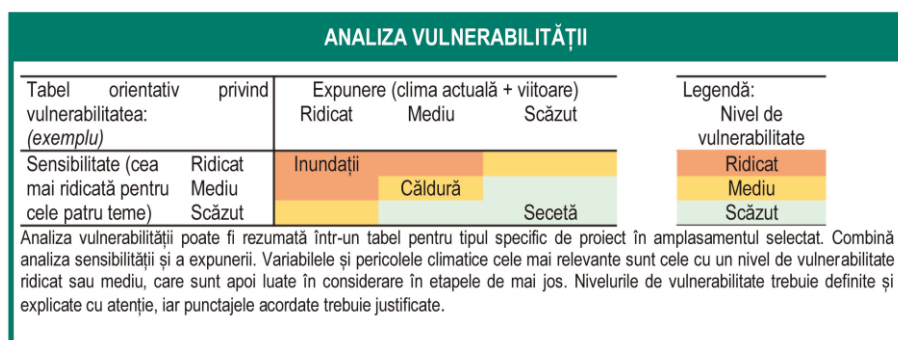 ANALIZA VULNERABILITĂȚII
Tabel orientativ privind Expunere (clima actuală + viitoare) Legendă:
vulnerabilitatea: Ridicat Mediu Scăzut Nivel de
(exemplu) vulnerabilitate
Sensibilitate (cea Ridicat Inundații Ridicat
mai ridicată pentru Mediu Căldură Mediu
cele patru teme) Scăzut Secetă Scăzut
Analiza vulnerabilității poate fi rezumată într-un tabel pentru tipul specific de proiect în amplasamentul selectat. Combină
analiza sensibilității și a expunerii. Variabilele și pericolele climatice cele mai relevante sunt cele cu un nivel de vulnerabilitate
ridicat sau mediu, care sunt apoi luate în considerare în etapele de mai jos. Nivelurile de vulnerabilitate trebuie definite și
explicate cu atenție, iar punctajele acordate trebuie justificate.